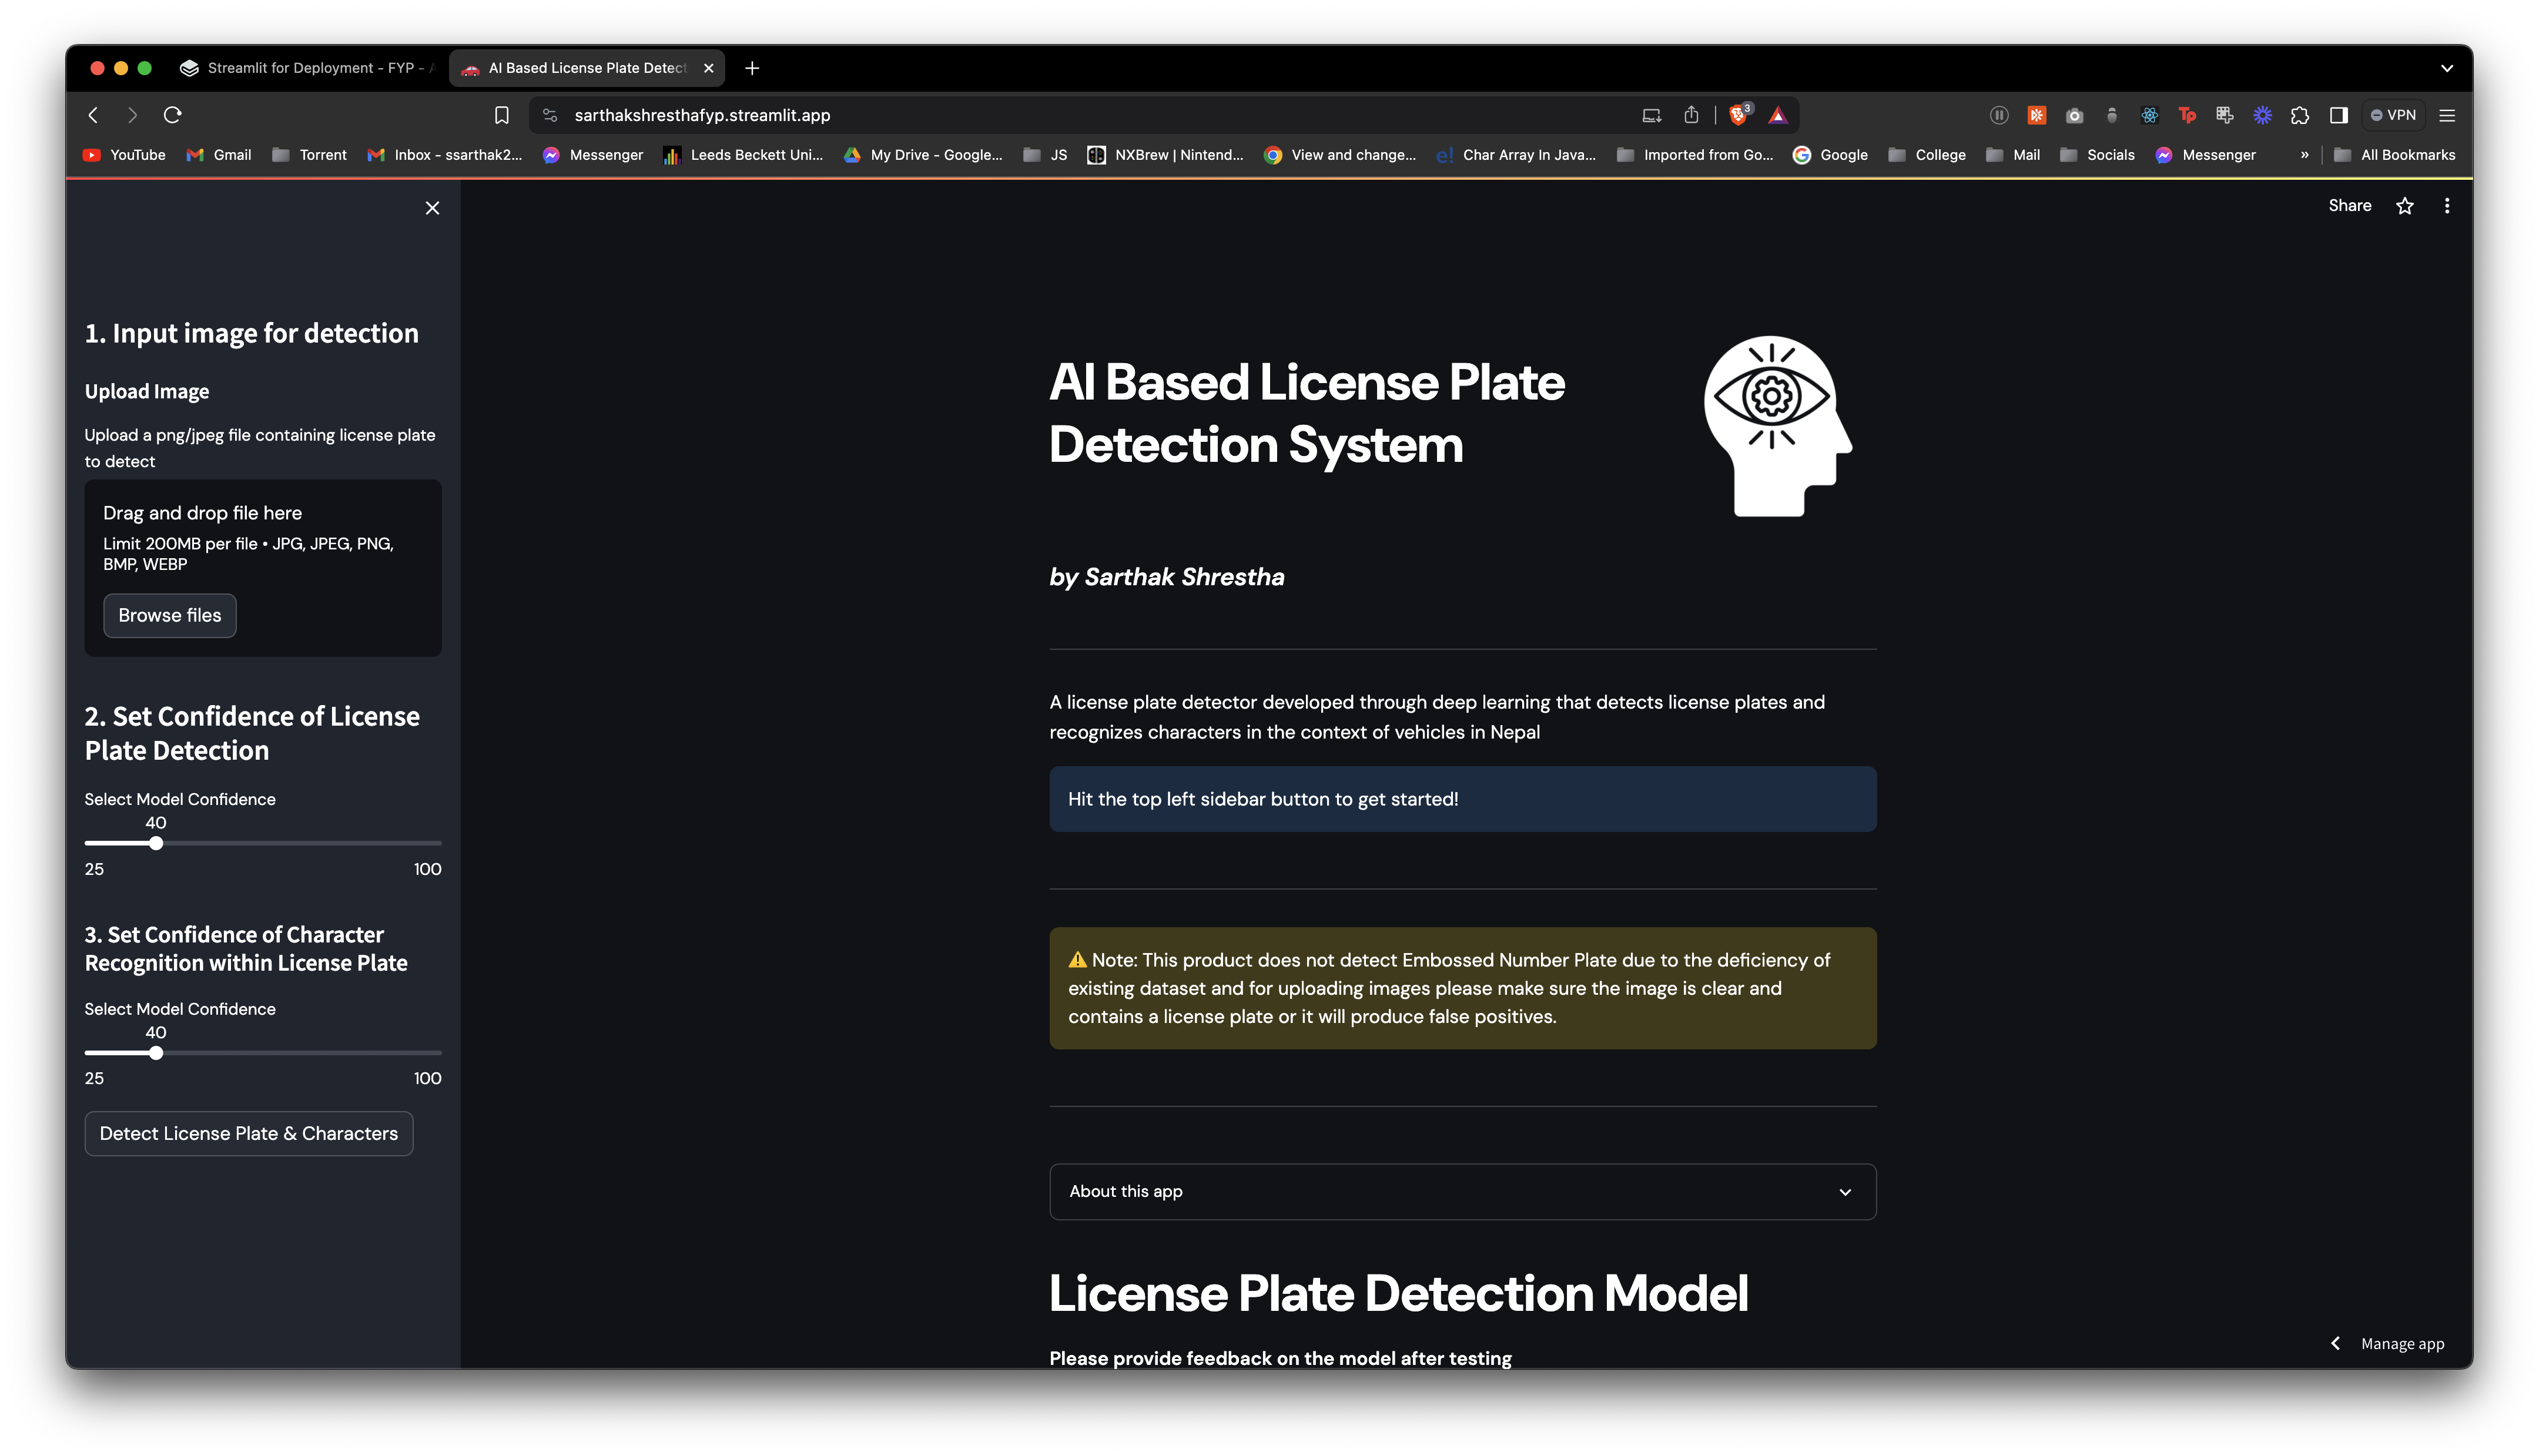 Streamlit for Deployment - FYP - A
AI Based License Plate Detect
sarthakshresthafyp.streamlit.app
3
Tp
VPN
YouTube
Gmail
Torrent
Inbox - ssarthak2...
Messenger
Leeds Beckett Uni...
My Drive - Google...
JS
NXBrew | Nintend...
View and change...
e!
Char Array In Java...
Imported from Go...
Google
College
Mail
Socials
Messenger
»
All Bookmarks
Share
1. Input image for detection
Upload Image
Upload a png/jpeg file containing license plate
to detect
Drag and drop file here
Limit 200MB per file • JPG, JPEG, PNG,
BMP, WEBP
Browse files
2. Set Confidence of License
Plate Detection
Select Model Confidence
40
25
100
3. Set Confidence of Character
Recognition within License Plate
Select Model Confidence
40
25
100
Detect License Plate & Characters
AI Based License Plate
Detection System
by Sarthak Shrestha
A license plate detector developed through deep learning that detects license plates and
recognizes characters in the context of vehicles in Nepal
Hit the top left sidebar button to get started!
⚠️ Note: This product does not detect Embossed Number Plate due to the deficiency of
existing dataset and for uploading images please make sure the image is clear and
contains a license plate or it will produce false positives.
About this app
License Plate Detection Model
Please provide feedback on the model after testing
Manage app